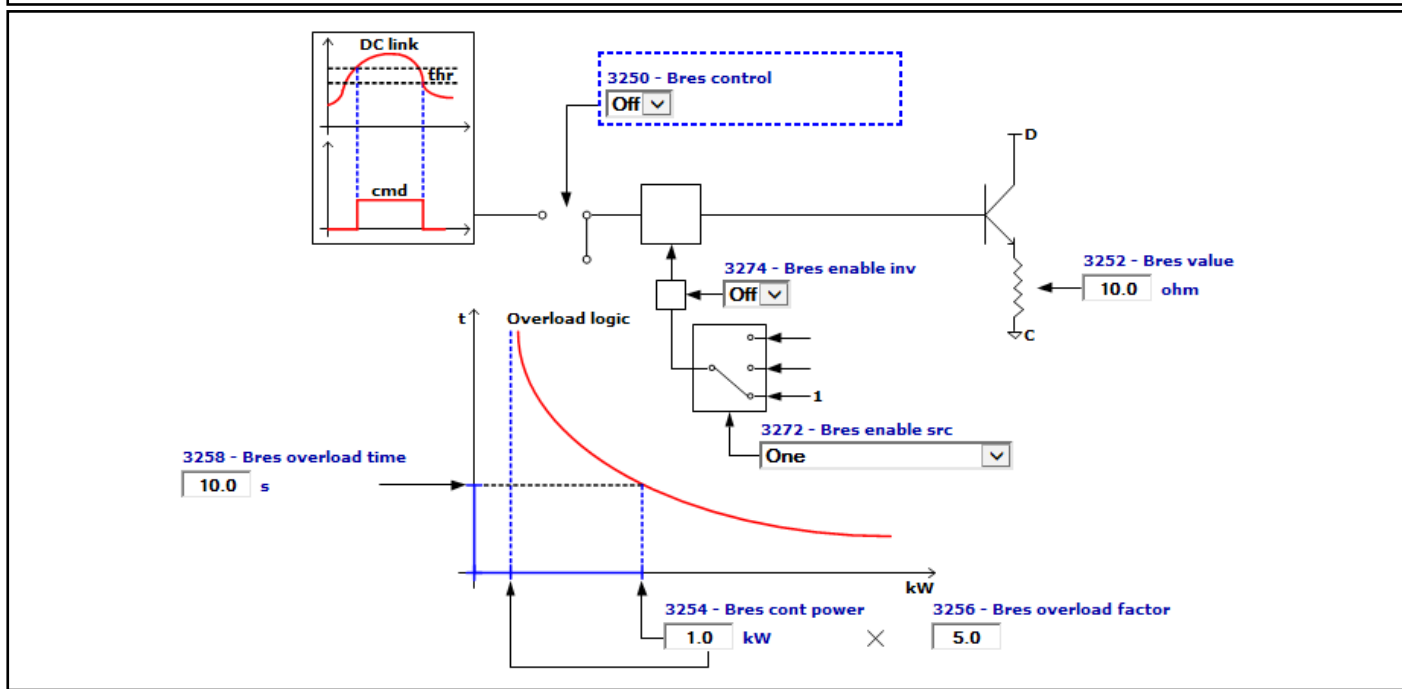 DC link
thr
cmd
3250 - Bres control
Off
D
3274 - Bres enable inv
Off
3252 - Bres value
10.0 ohm
C
t
Overload logic
1
3272 - Bres enable src
One
3258 - Bres overload time
10.0 s
kW
3254 - Bres cont power
1.0 kW
3256 - Bres overload factor
5.0